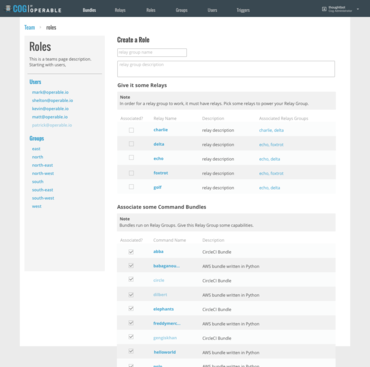 COG by OPERABLE
Bundles Relays Roles Groups Users Triggers
Team › roles
Roles
This is a teams page description.
Starting with users.
Users
mark@operable.io
shelton@operable.io
kevin@operable.io
matt@operable.io
patrick@operable.io
Groups
east
north
north-east
north-west
south
south-east
south-west
west
Create a Role
relay group name
relay group description
Give it some Relays
Note
In order for a relay group to work, it must have relays. Pick some relays to power your Relay Group.
Associated? Relay Name Description Associated Relays Groups
charlie relay description charlie, delta
delta relay description echo, foxtrot
echo relay description echo, delta
foxtrot relay description echo, foxtrot
golf relay description charlie, delta
Associate some Command Bundles
Note
Bundles run on Relay Groups. Give this Relay Group some capabilities.
Associated? Command Name Description
abba CircleCI Bundle
babaganou... AWS bundle written in Python
circle CircleCI Bundle
AWS bundle written in Python
elephants CircleCI Bundle
freddymerc... AWS bundle written in Python
CircleCI Bundle
helloworld AWS bundle written in Python
CircleCI Bundle